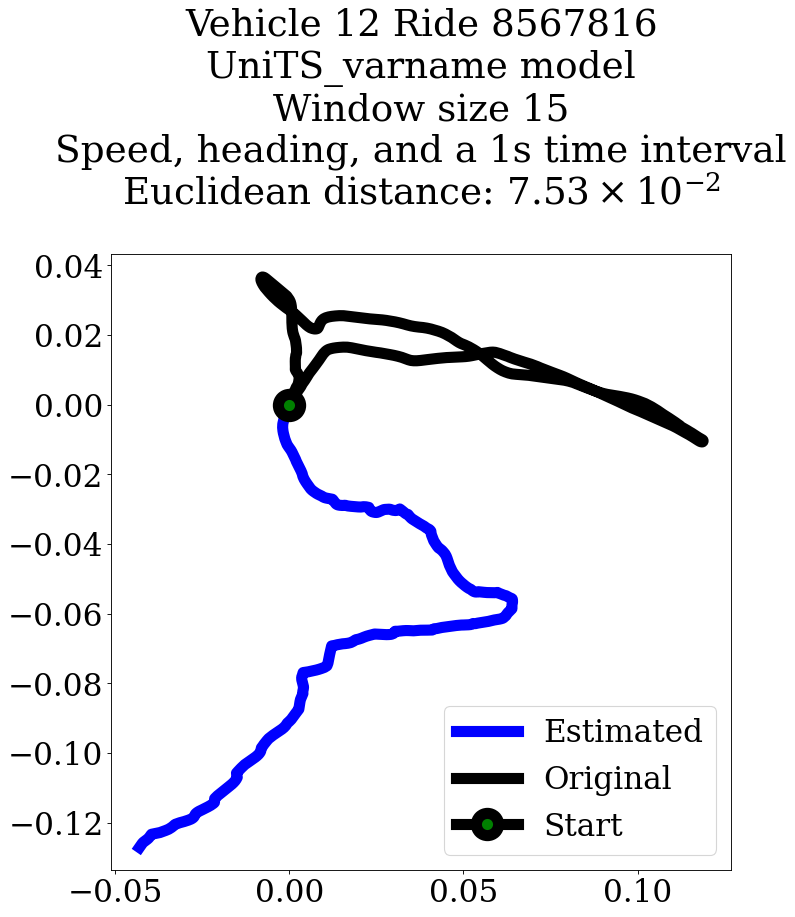 Vehicle 12 Ride 8567816
UniTS_varname model
Window size 15
Speed, heading, and a 1s time interval
Euclidean distance: 7.53 × 10⁻²
0.04
0.02
0.00
−0.02
−0.04
−0.06
−0.08
−0.10
−0.12
Estimated
Original
Start
−0.05 0.00 0.05 0.10